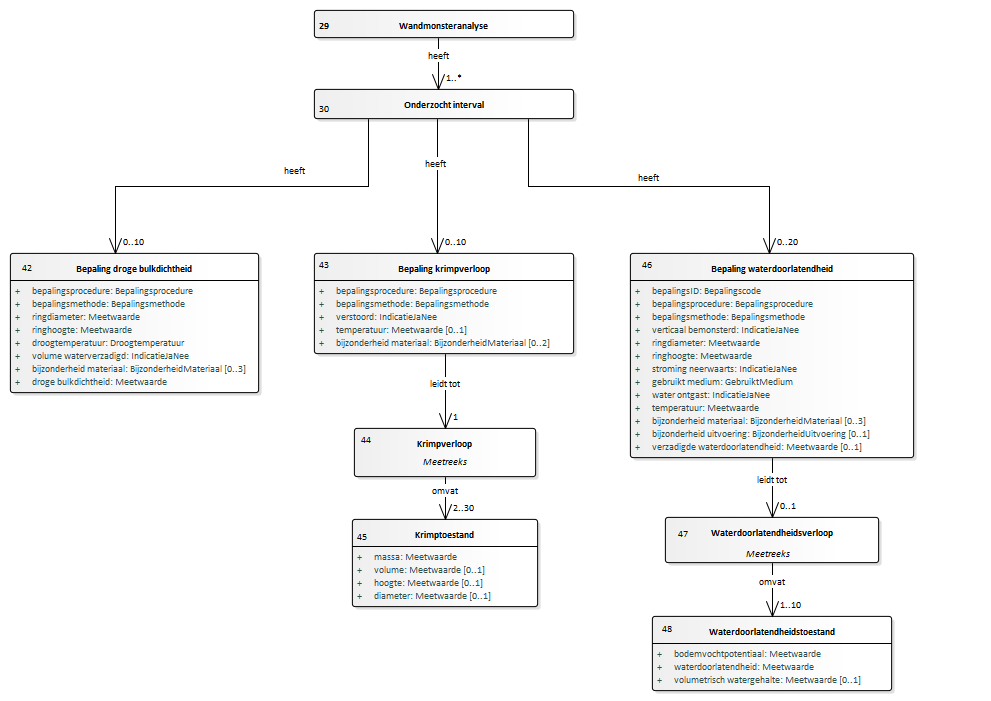 29 Wandmonsteranalyse
heeft
1..*
30 Onderzocht interval
heeft
heeft
heeft
0..10
0..10
0..20
42 Bepaling droge bulkdichtheid
+ bepalingsprocedure: Bepalingsprocedure
+ bepalingsmethode: Bepalingsmethode
+ ringdiameter: Meetwaarde
+ ringhoogte: Meetwaarde
+ droogtemperatuur: Droogtemperatuur
+ volume waterverzadigd: IndicatieJaNee
+ bijzonderheid materiaal: BijzonderheidMateriaal [0..3]
+ droge bulkdichtheid: Meetwaarde
43 Bepaling krimpverloop
+ bepalingsprocedure: Bepalingsprocedure
+ bepalingsmethode: Bepalingsmethode
+ verstoord: IndicatieJaNee
+ temperatuur: Meetwaarde [0..1]
+ bijzonderheid materiaal: BijzonderheidMateriaal [0..2]
leidt tot
1
44 Krimpverloop
Meetreeks
omvat
2..30
45 Krimptoestand
+ massa: Meetwaarde
+ volume: Meetwaarde [0..1]
+ hoogte: Meetwaarde [0..1]
+ diameter: Meetwaarde [0..1]
46 Bepaling waterdoorlatendheid
+ bepalingsID: Bepalingscode
+ bepalingsprocedure: Bepalingsprocedure
+ bepalingsmethode: Bepalingsmethode
+ verticaal bemonsterd: IndicatieJaNee
+ ringdiameter: Meetwaarde
+ ringhoogte: Meetwaarde
+ stroming neerwaarts: IndicatieJaNee
+ gebruikt medium: GebruiktMedium
+ water ontgast: IndicatieJaNee
+ temperatuur: Meetwaarde
+ bijzonderheid materiaal: BijzonderheidMateriaal [0..3]
+ bijzonderheid uitvoering: BijzonderheidUitvoering [0..1]
+ verzadigde waterdoorlatendheid: Meetwaarde [0..1]
leidt tot
0..1
47 Waterdoorlatendheidsverloop
Meetreeks
omvat
1..10
48 Waterdoorlatendheidstoestand
+ bodemvochtpotentiaal: Meetwaarde
+ waterdoorlatendheid: Meetwaarde
+ volumetrisch watergehalte: Meetwaarde [0..1]